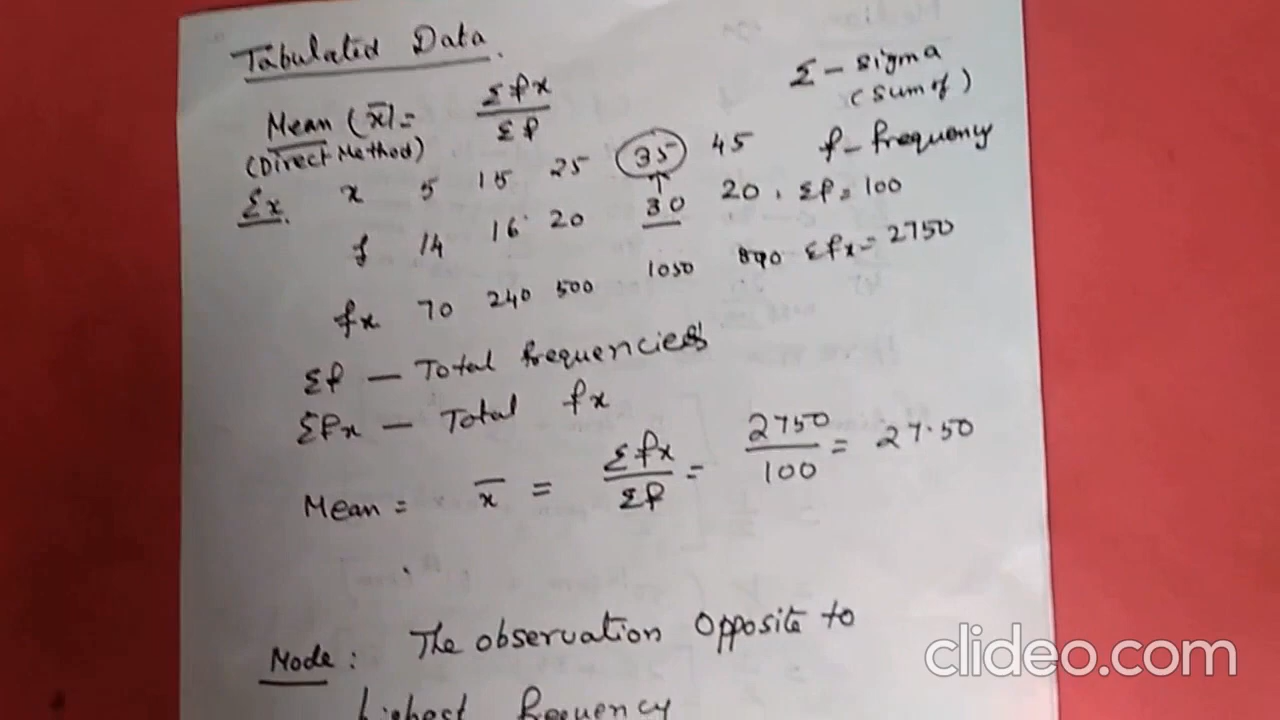 Tabulated Data.
Σ - Sigma
(Sum of)
Mean (x̄) = Σfx / Σf
(Direct Method)
f - frequency
Ex. x 5 15 25 35 45
f 14 16 20 30 20. Σf = 100
fx 70 240 500 1050 890 Σfx = 2750
Σf — Total frequencies
Σfx — Total fx
Mean = x̄ = Σfx / Σf = 2750 / 100 = 27.50
Mode: The observation opposite to
highest frequency
clideo.com